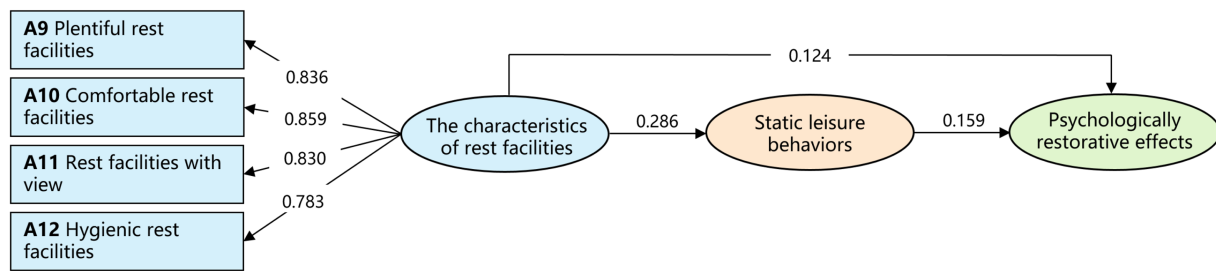 A9 Plentiful rest
facilities
A10 Comfortable rest
facilities
A11 Rest facilities with
view
A12 Hygienic rest
facilities
0.836
0.859
0.830
0.783
The characteristics
of rest facilities
0.124
0.286
Static leisure
behaviors
0.159
Psychologically
restorative effects